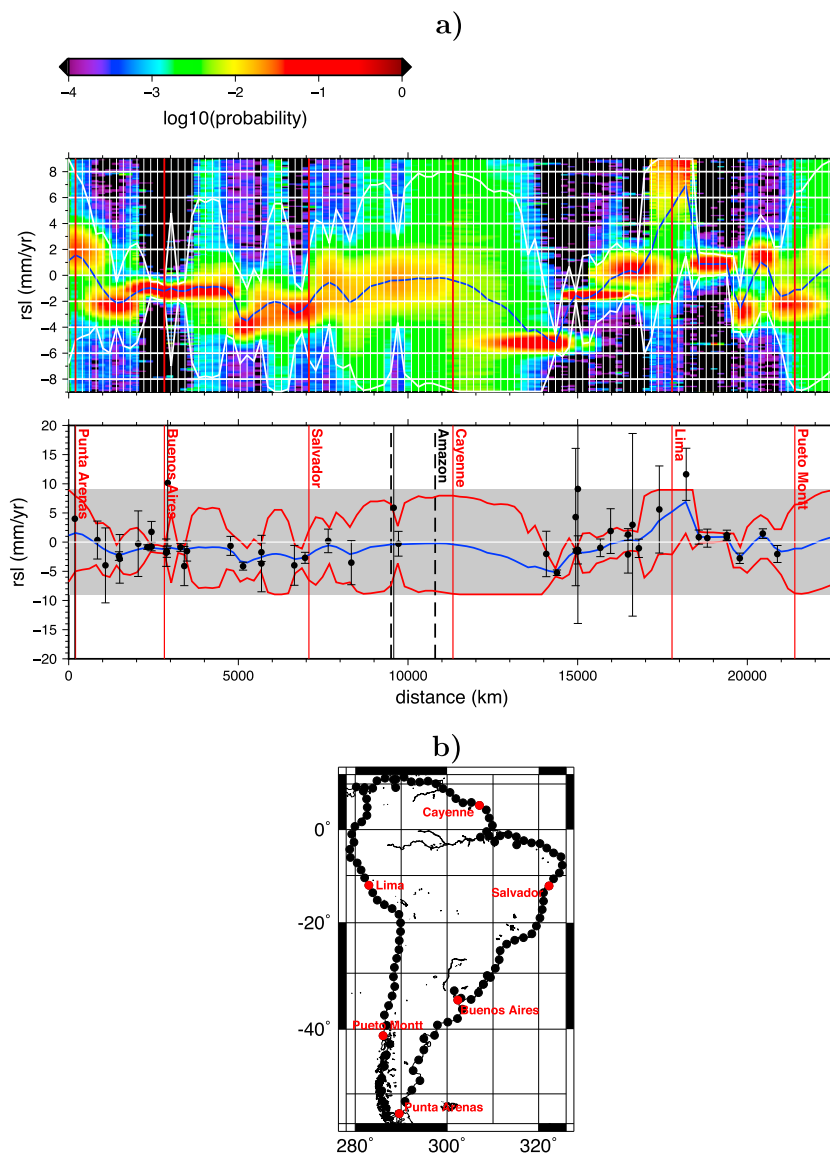 a)
−4 −3 −2 −1 0
log10(probability)
8
6
4
2
0
−2
−4
−6
−8
rsl (mm/yr)
20
15
10
5
0
−5
−10
−15
−20
rsl (mm/yr)
Punta Arenas
Buenos Aires
Salvador
Amazon
Cayenne
Lima
Pueto Montt
0 5000 10000 15000 20000
distance (km)
b)
0°
-20°
-40°
280° 300° 320°
Cayenne
Lima
Salvador
Buenos Aires
Pueto Montt
Punta Arenas